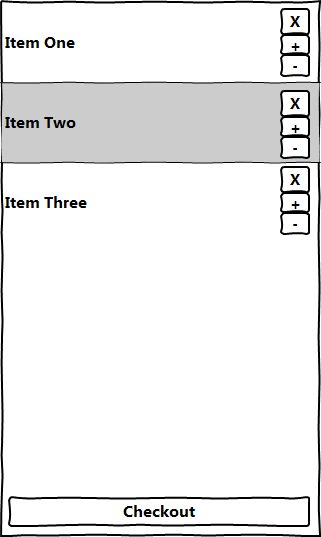 X
Item One
+
-
X
Item Two
+
-
X
Item Three
+
-
Checkout